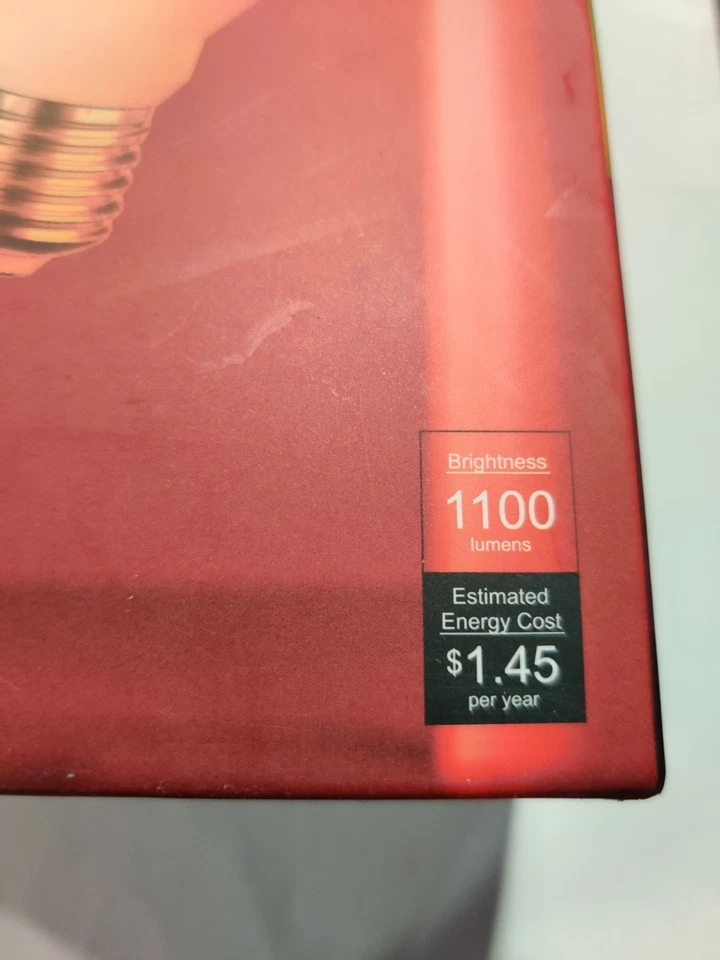 Brightness
1100
lumens
Estimated
Energy Cost
$1.45
per year